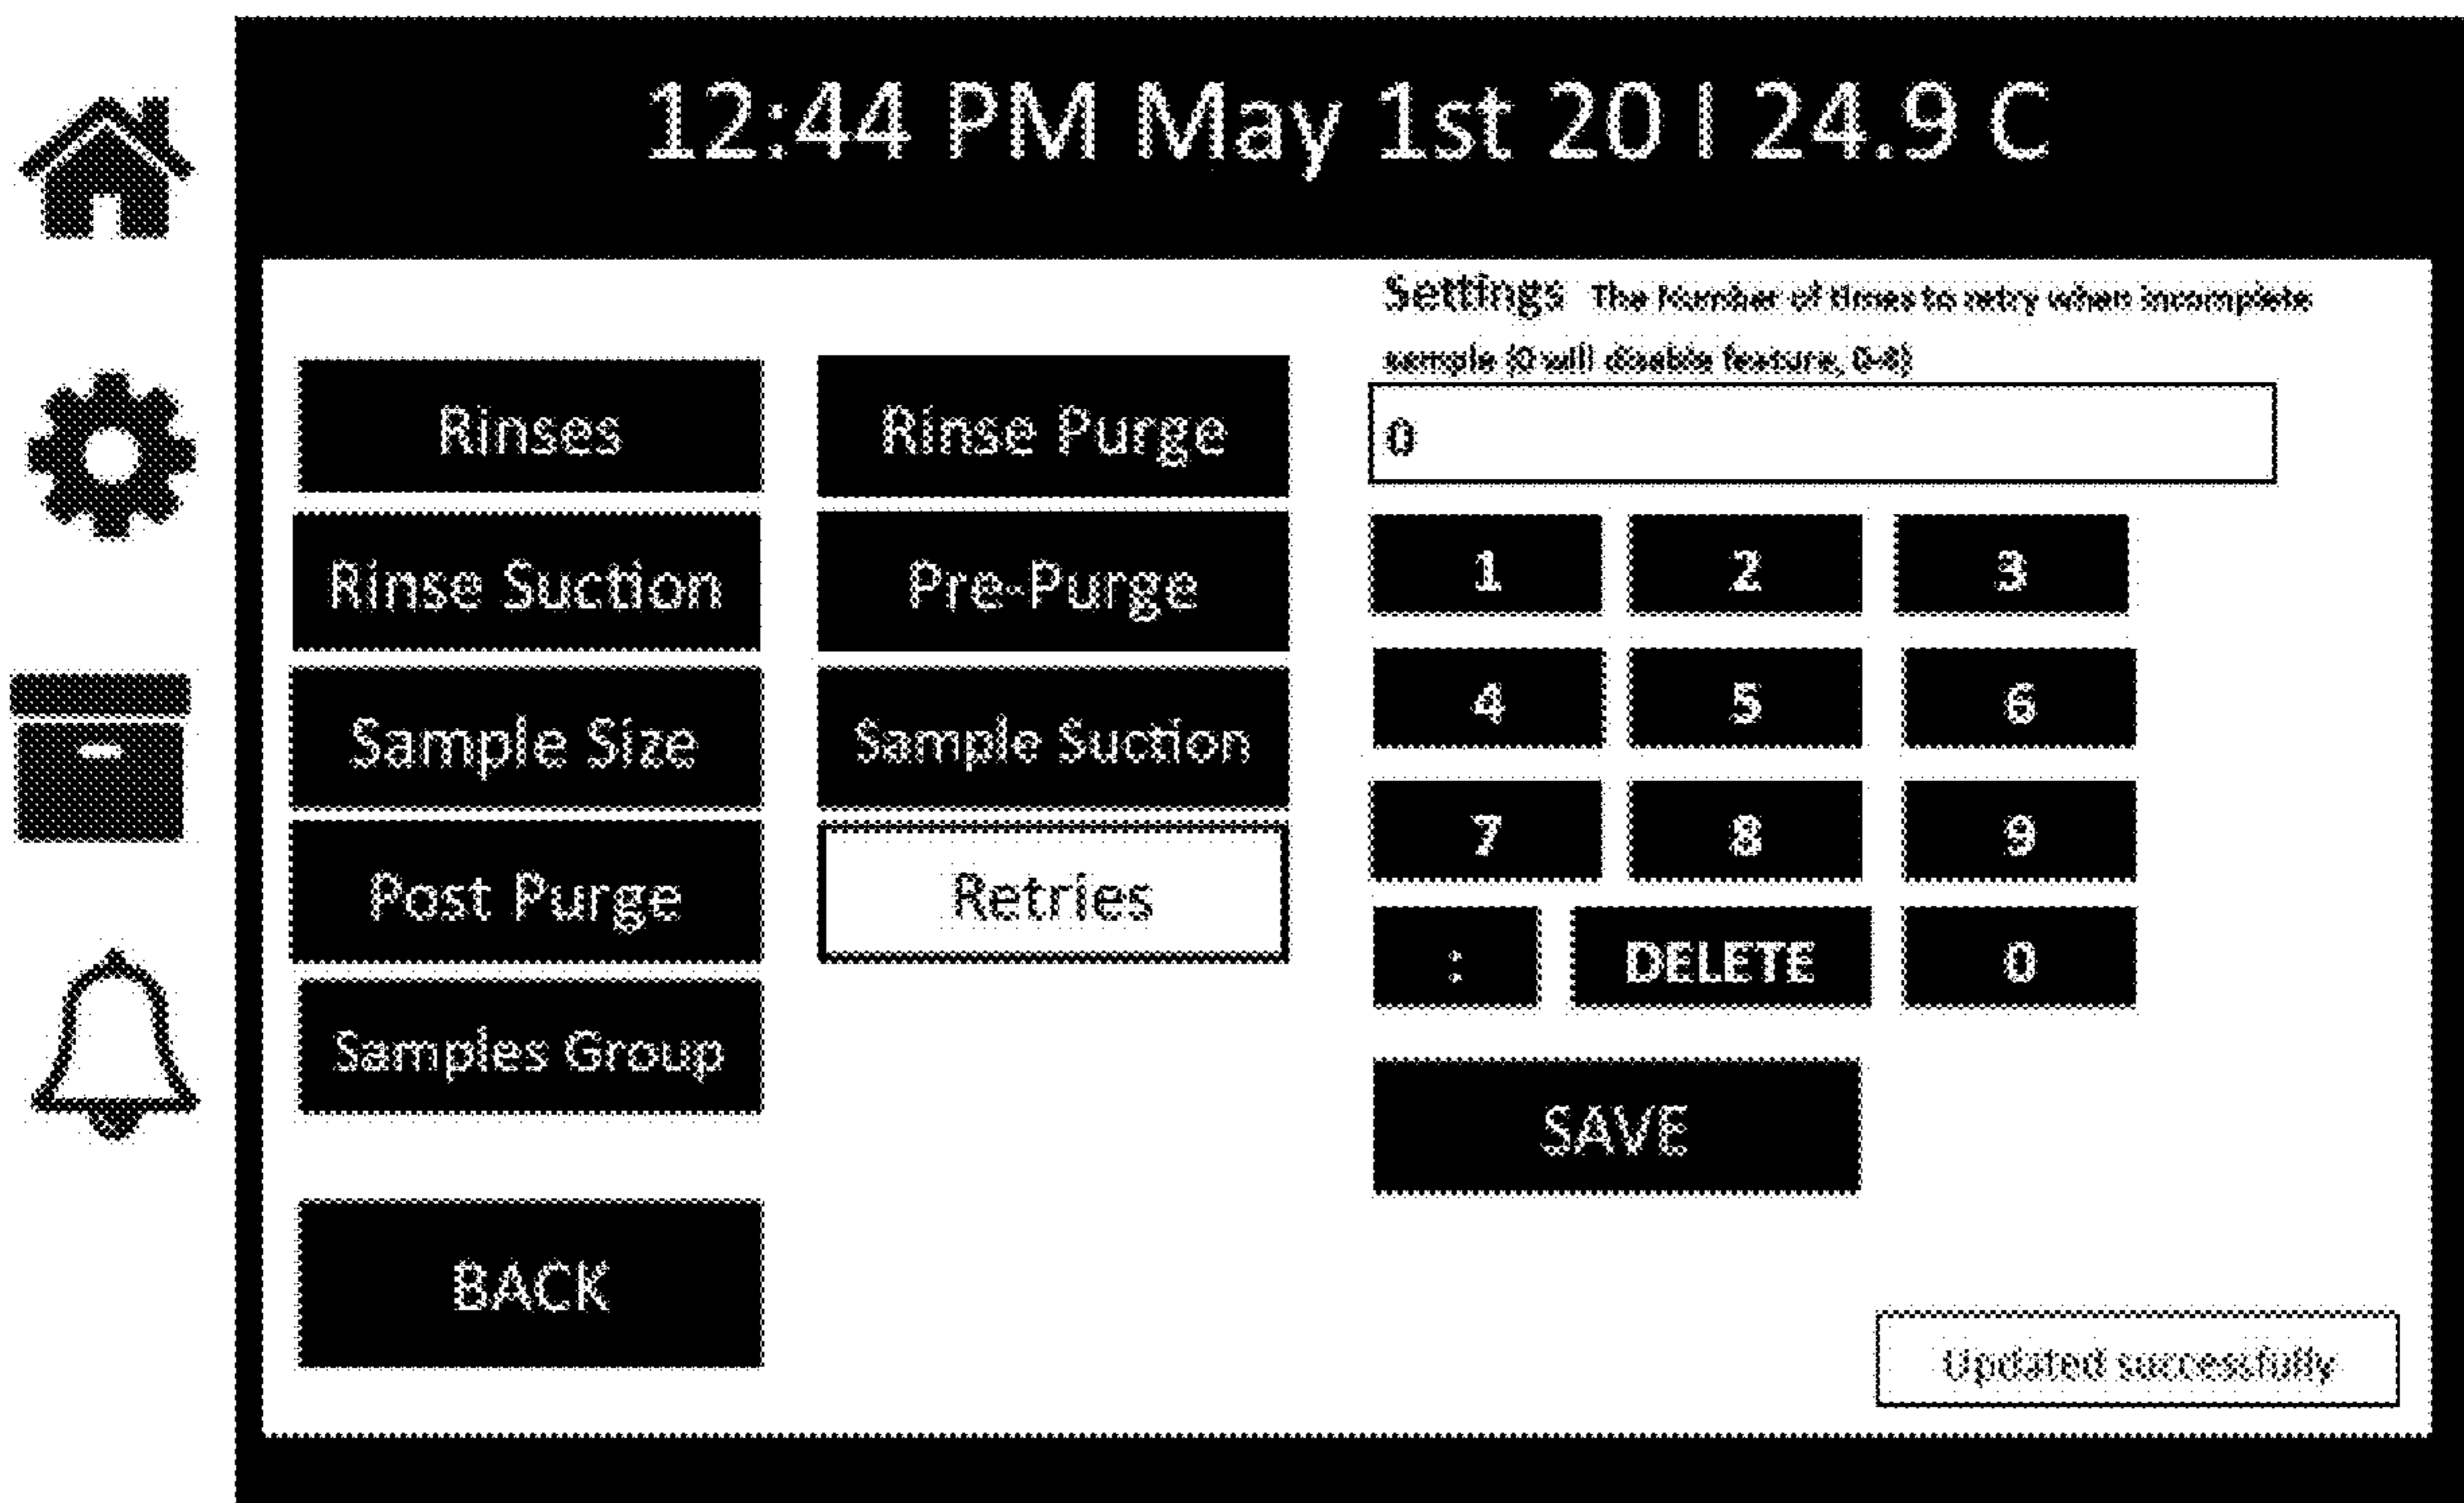 12:44 PM May 1st 20 | 24.9 C
Settings The Number of times to retry when incomplete
sample (0 will disable feature, 0-8)
0
Rinses
Rinse Purge
Rinse Suction
Pre-Purge
Sample Size
Sample Suction
Post Purge
Retries
Samples Group
BACK
1 2 3
4 5 6
7 8 9
: DELETE 0
SAVE
Updated successfully